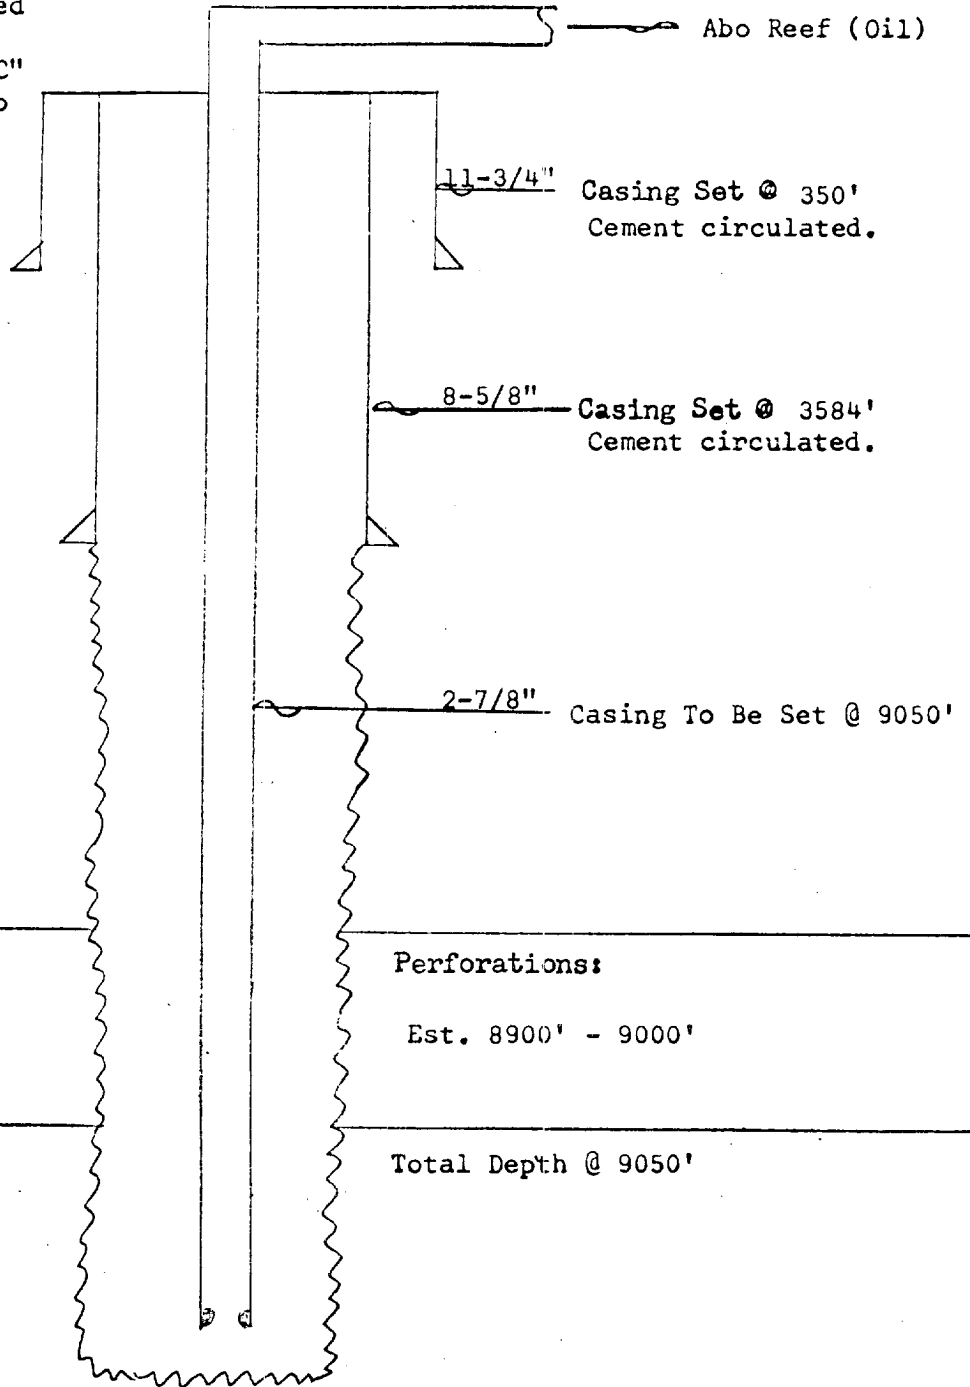 ed
Abo Reef (Oil)
C"
11-3/4"
Casing Set @ 350'
Cement circulated.
8-5/8"
Casing Set @ 3584'
Cement circulated.
2-7/8"
Casing To Be Set @ 9050'
Perforations:
Est. 8900' - 9000'
Total Depth @ 9050'